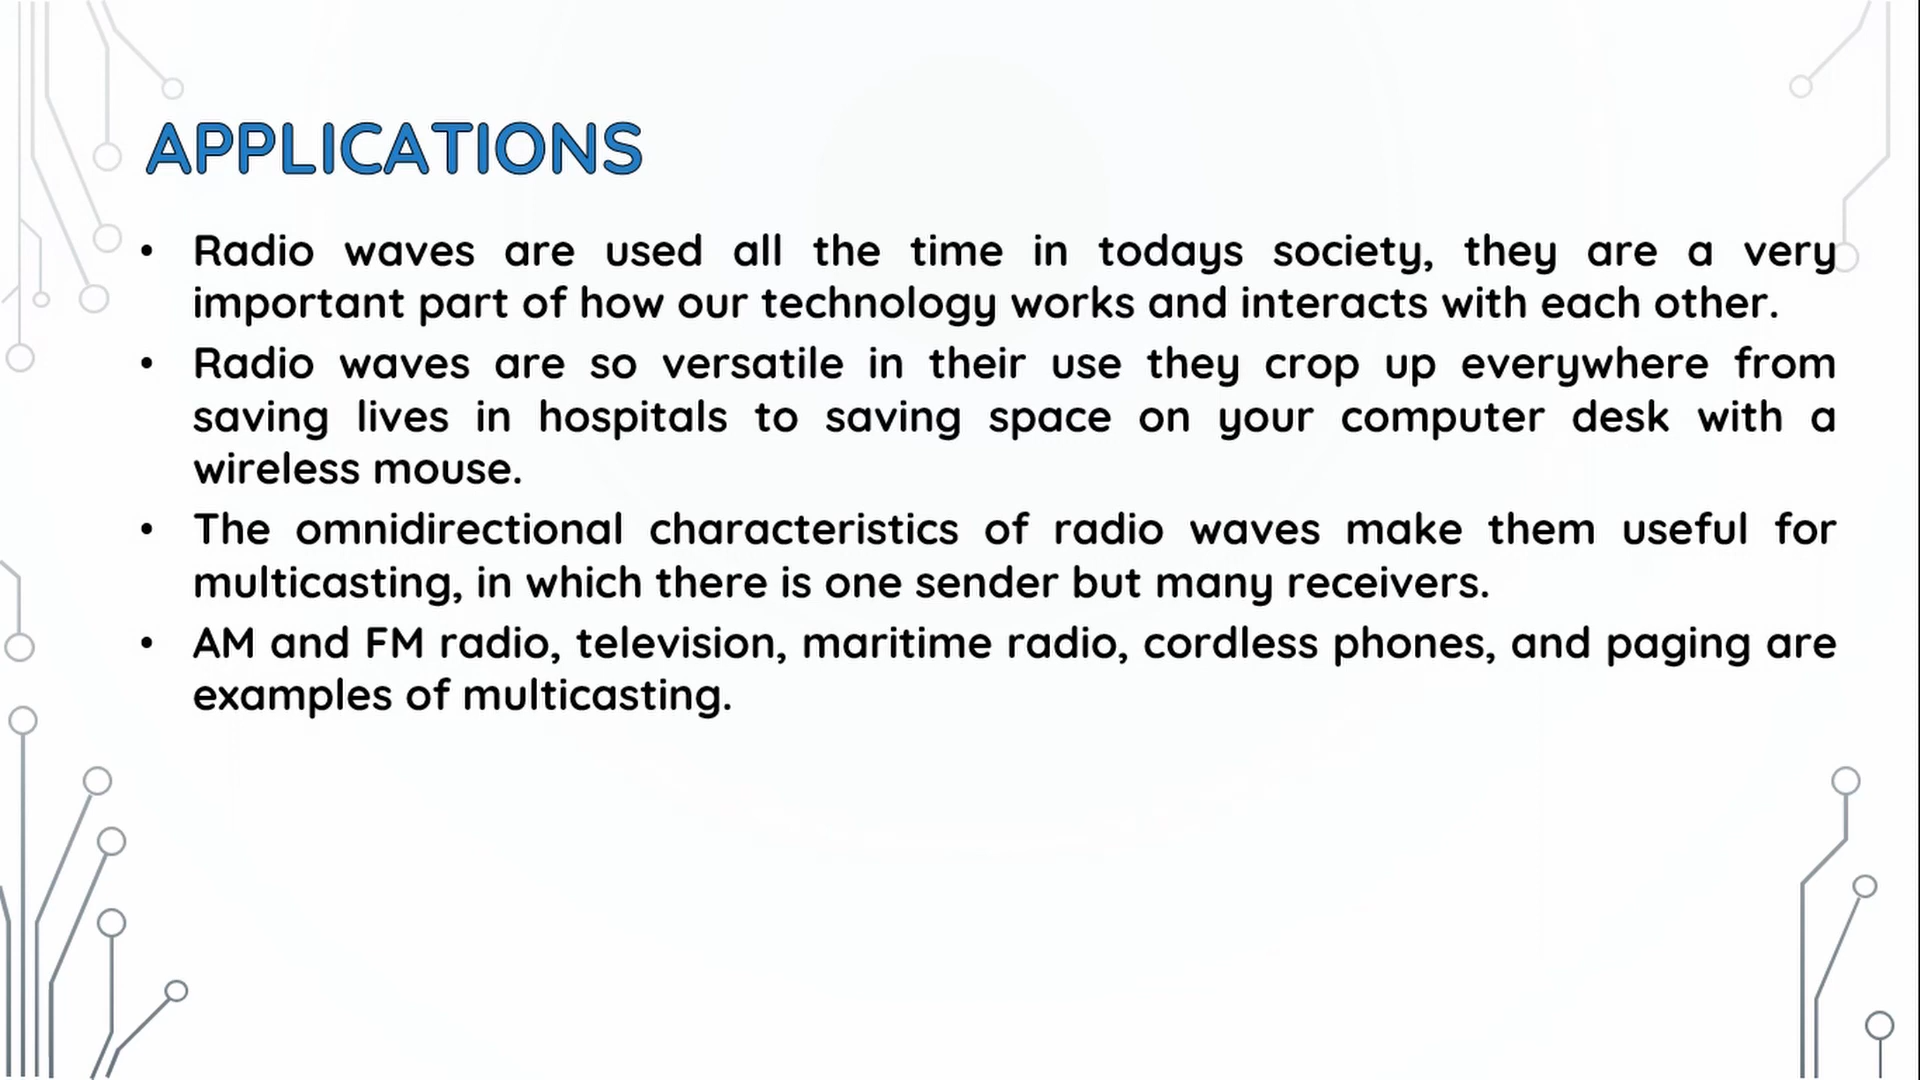 APPLICATIONS
• Radio waves are used all the time in todays society, they are a very
important part of how our technology works and interacts with each other.
• Radio waves are so versatile in their use they crop up everywhere from
saving lives in hospitals to saving space on your computer desk with a
wireless mouse.
• The omnidirectional characteristics of radio waves make them useful for
multicasting, in which there is one sender but many receivers.
• AM and FM radio, television, maritime radio, cordless phones, and paging are
examples of multicasting.